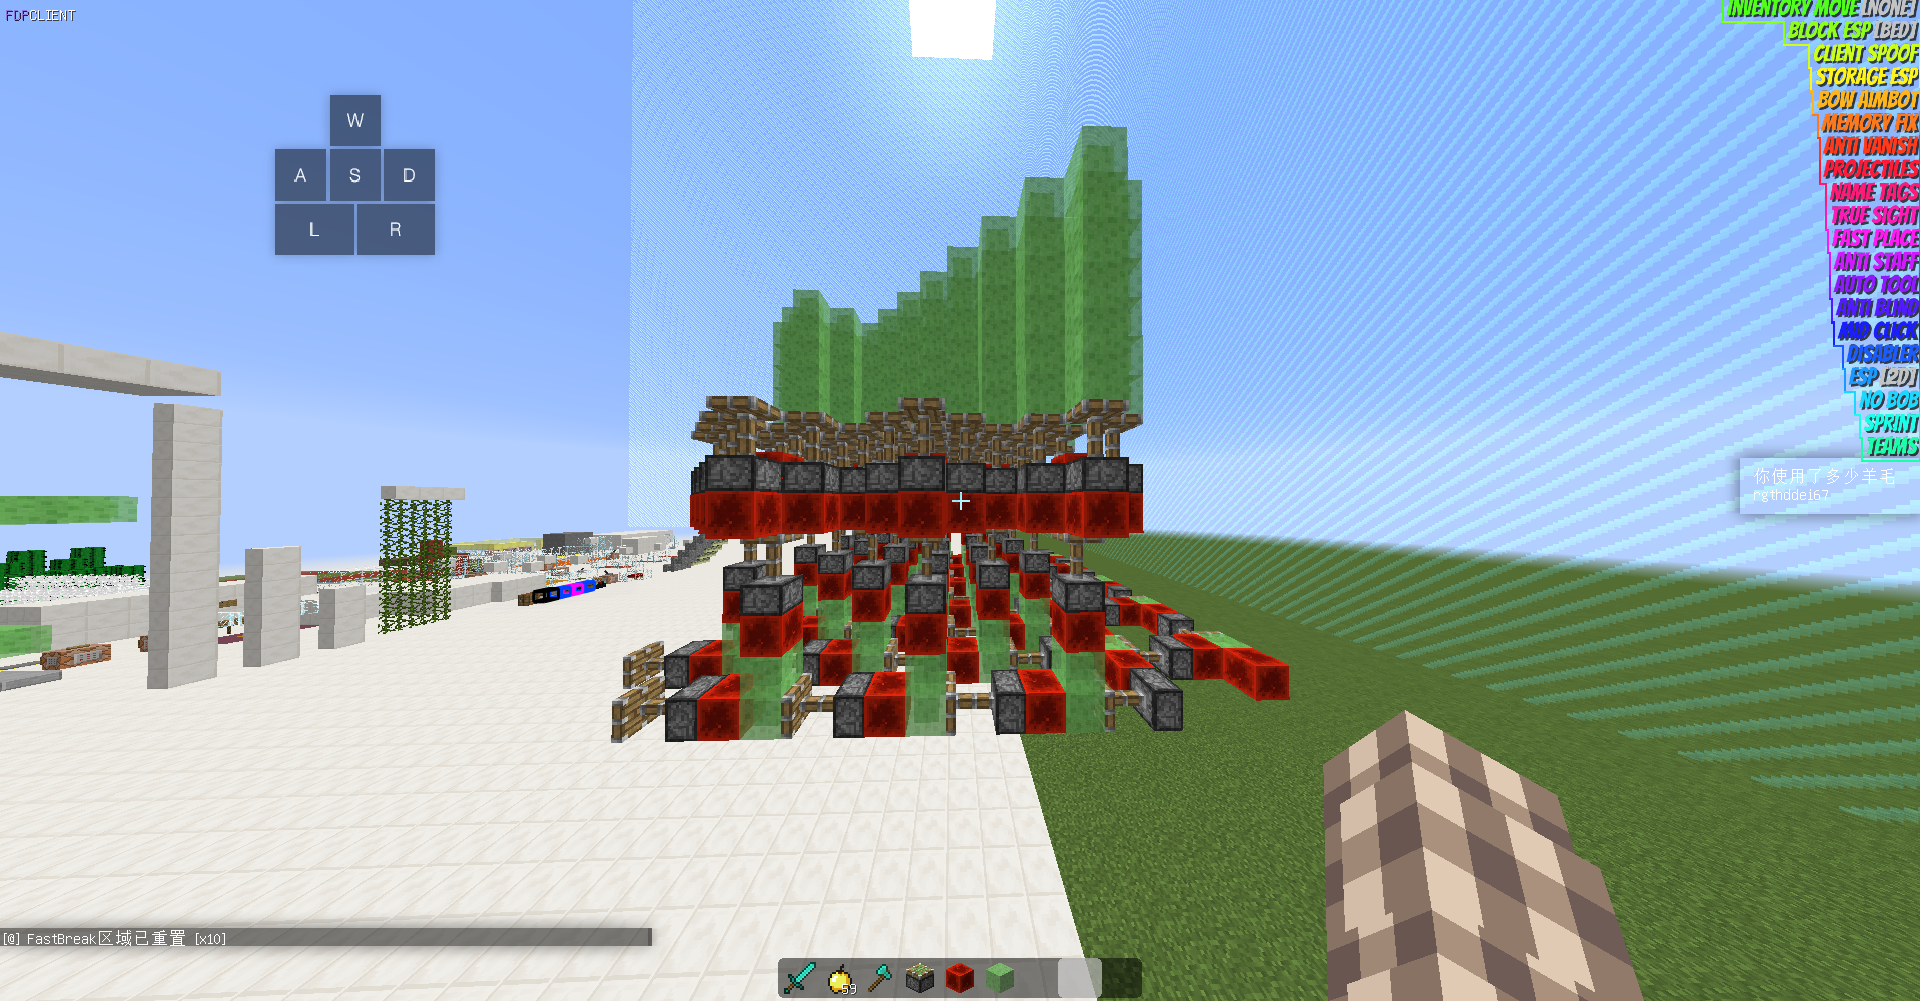 FDPCLIENT
INVENTORY MOVE [NONE]
BLOCK ESP [BED]
CLIENT SPOOF
STORAGE ESP
BOW AIMBOT
MEMORY FIX
ANTI VANISH
PROJECTILES
NAME TAGS
TRUE SIGHT
FAST PLACE
ANTI STAFF
AUTO TOOL
ANTI BLIND
MID CLICK
DISABLER
ESP [2D]
NO BOB
SPRINT
TEAMS
W
A S D
L R
你使用了多少羊毛
rgthddel67
[@] FastBreak区域已重置 [x10]
59